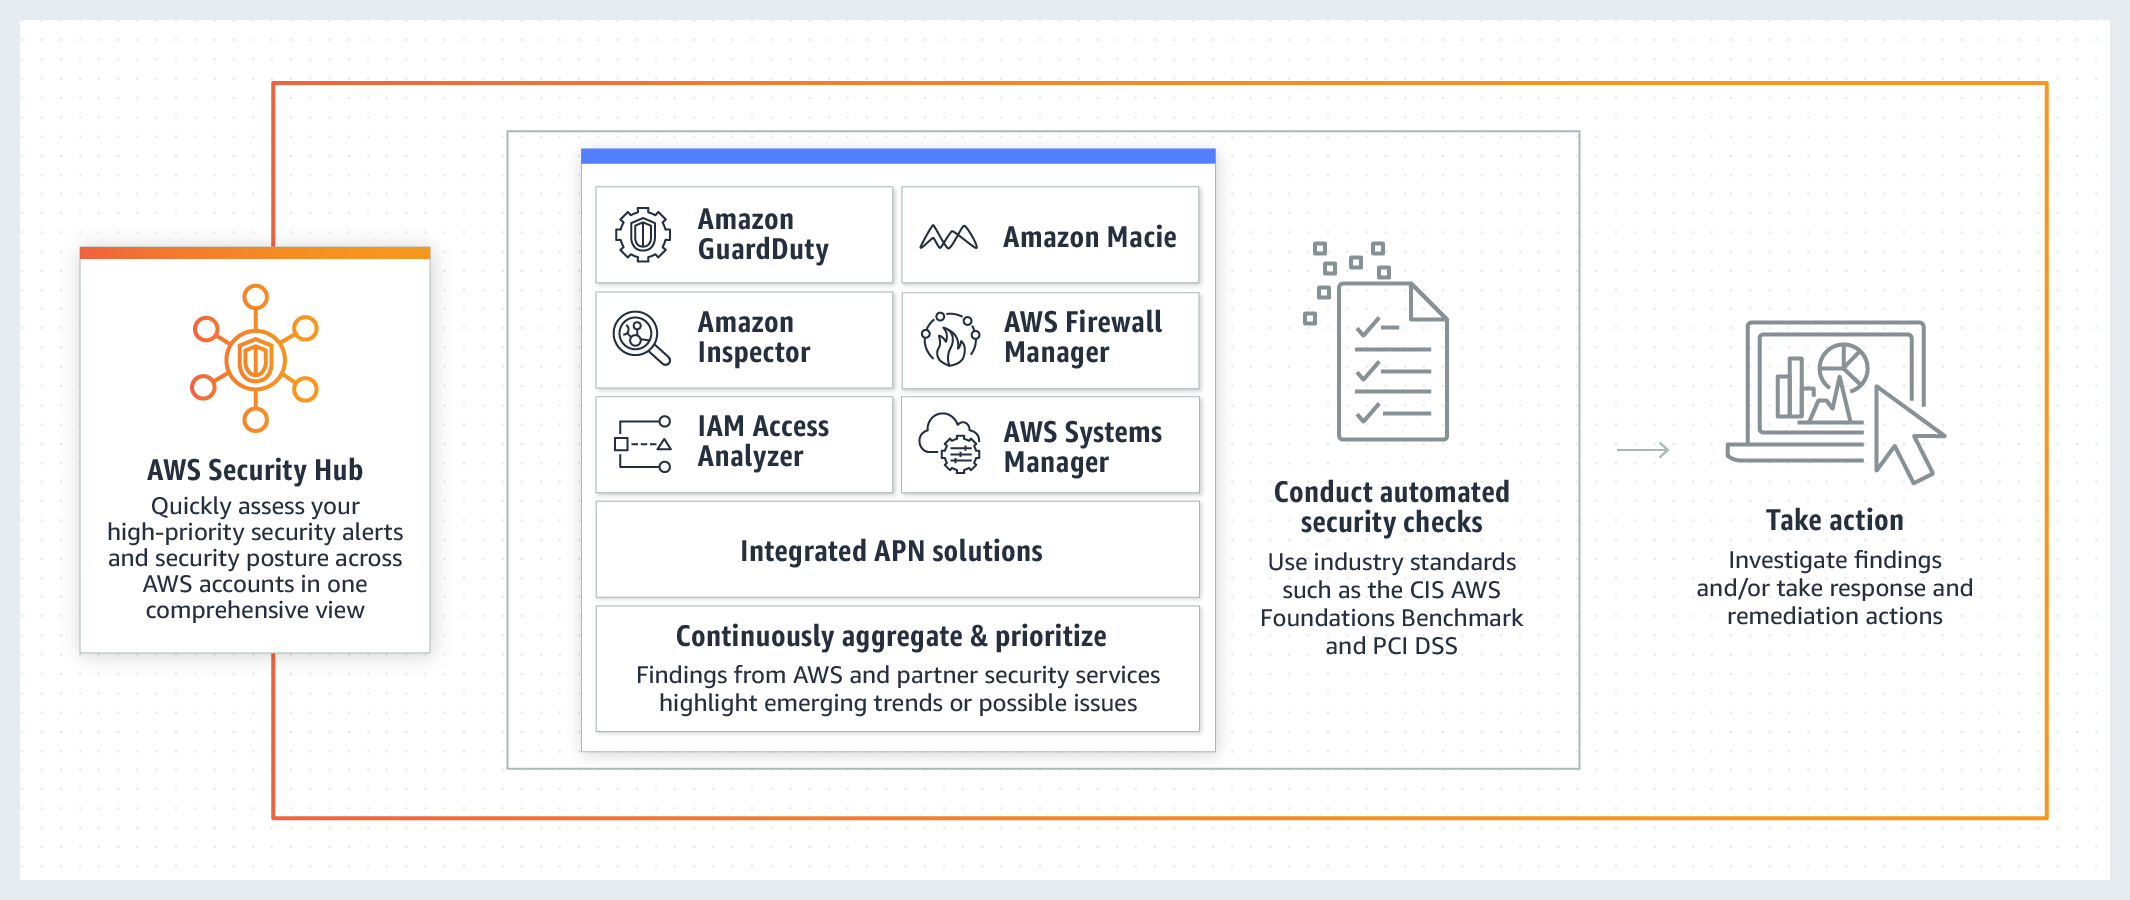 AWS Security Hub
Quickly assess your
high-priority security alerts
and security posture across
AWS accounts in one
comprehensive view
Amazon
GuardDuty
Amazon Macie
Amazon
Inspector
AWS Firewall
Manager
IAM Access
Analyzer
AWS Systems
Manager
Integrated APN solutions
Continuously aggregate & prioritize
Findings from AWS and partner security services
highlight emerging trends or possible issues
Conduct automated
security checks
Use industry standards
such as the CIS AWS
Foundations Benchmark
and PCI DSS
Take action
Investigate findings
and/or take response and
remediation actions